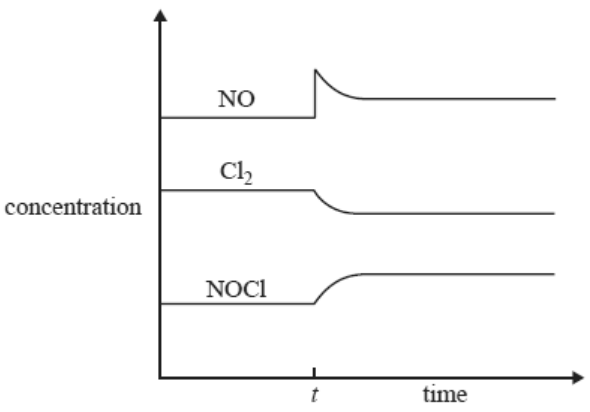 NO
Cl₂
concentration
NOCl
t
time